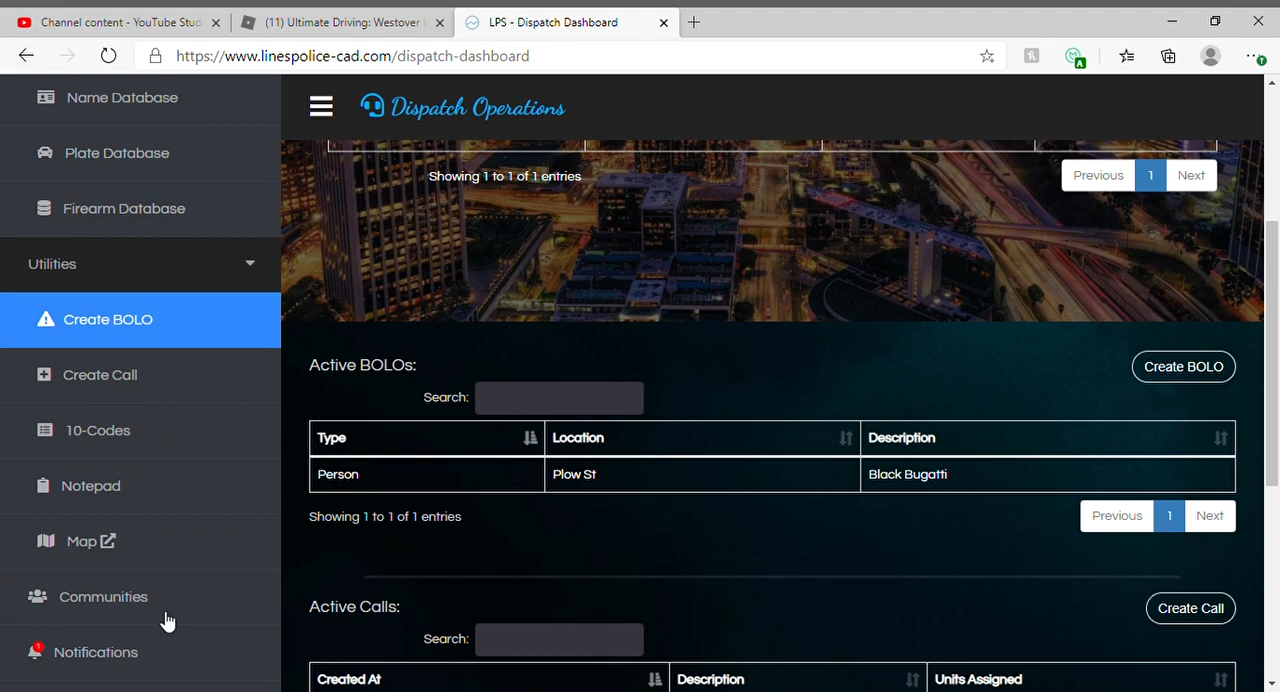 Channel content - YouTube Stud
(11) Ultimate Driving: Westover
LPS - Dispatch Dashboard
https://www.linespolice-cad.com/dispatch-dashboard
A
Name Database
Plate Database
Firearm Database
Utilities
Create BOLO
Create Call
10-Codes
Notepad
Map
Communities
1
Notifications
Dispatch Operations
Showing 1 to 1 of 1 entries
Previous 1 Next
Active BOLOs:
Create BOLO
Search:
Type Location Description
Person Plow St Black Bugatti
Showing 1 to 1 of 1 entries
Previous 1 Next
Active Calls:
Create Call
Search:
Created At Description Units Assigned